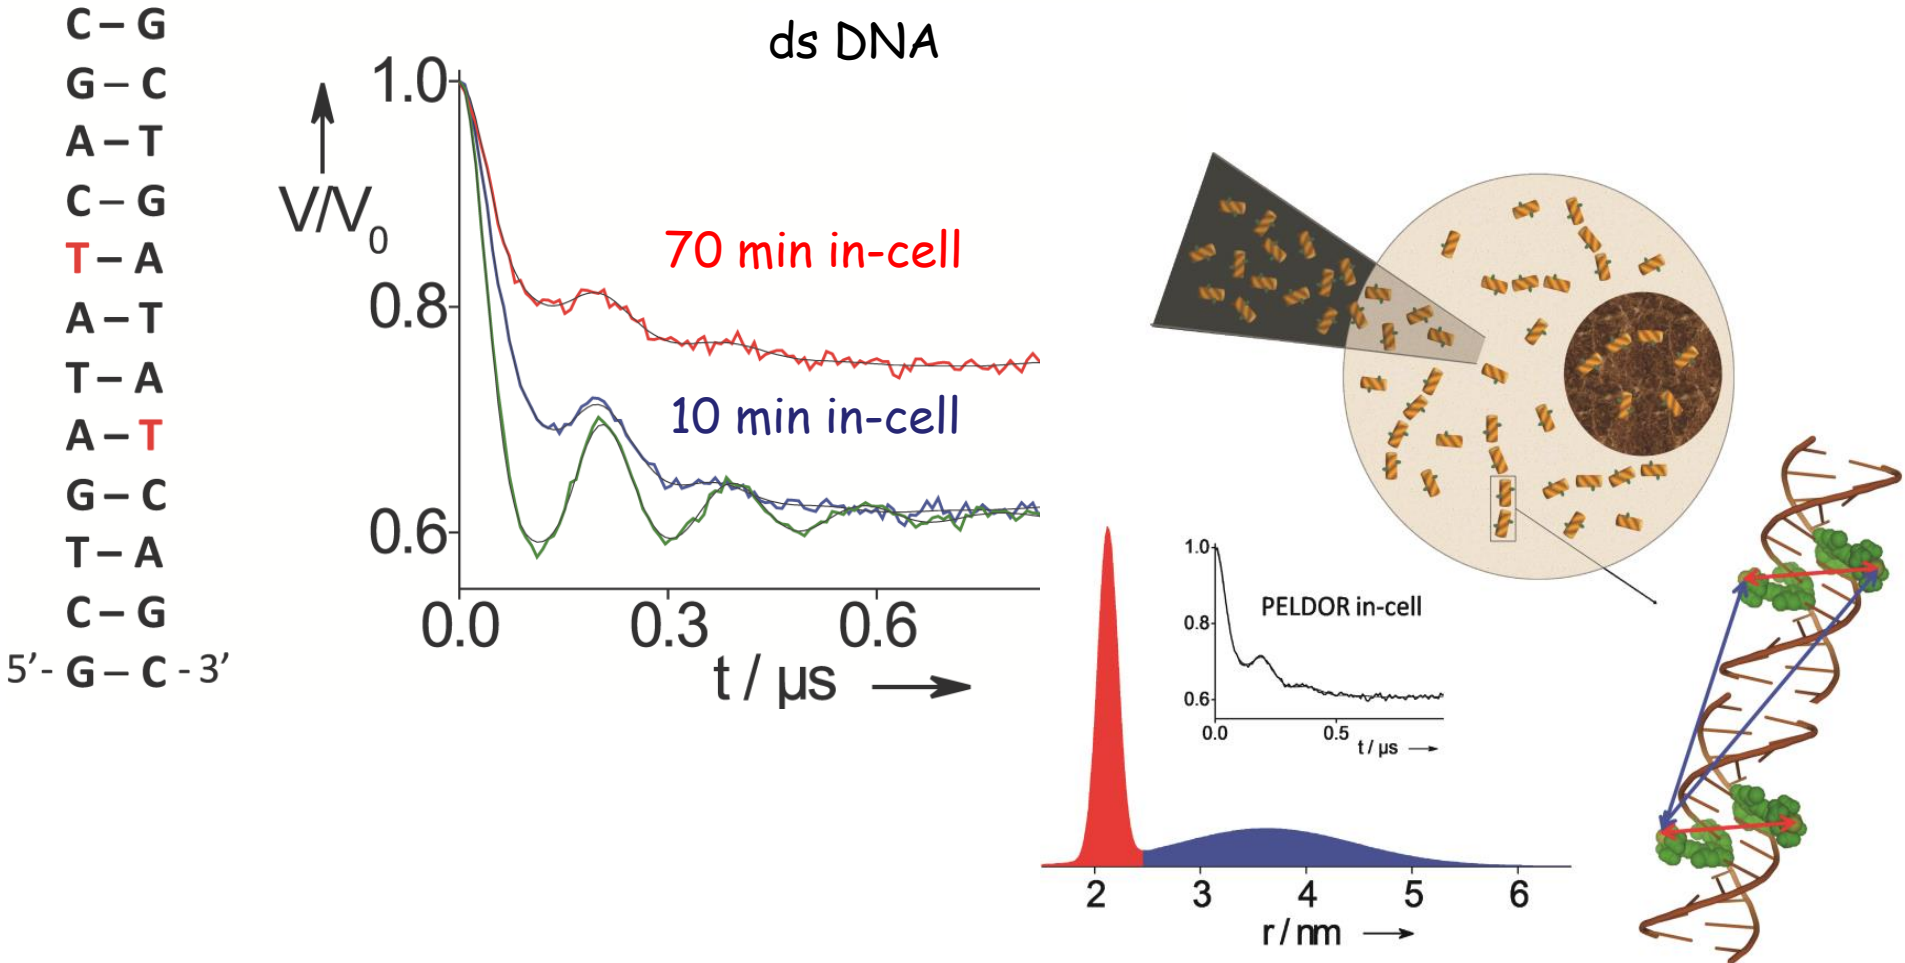 C – G
G – C
A – T
C – G
T – A
A – T
T – A
A – T
G – C
T – A
C – G
5’- G – C -3’
ds DNA
1.0
V/V0
0.8
0.6
70 min in-cell
10 min in-cell
0.0 0.3 0.6
t / µs
1.0
0.8
0.6
PELDOR in-cell
0.0 0.5
t / µs
2 3 4 5 6
r / nm